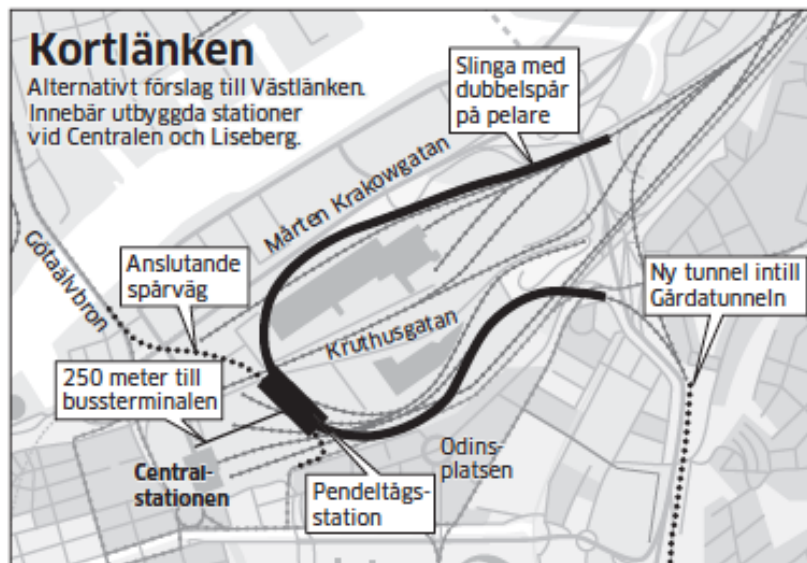 Kortlänken
Alternativt förslag till Västlänken.
Innebär utbyggda stationer
vid Centralen och Liseberg.
Slinga med
dubbelspår
på pelare
Mårten Krakowgatan
Götaälvbron
Anslutande
spårväg
Ny tunnel intill
Gårdatunneln
Kruthusgatan
250 meter till
bussterminalen
Odins-
platsen
Central-
stationen
Pendeltågs-
station